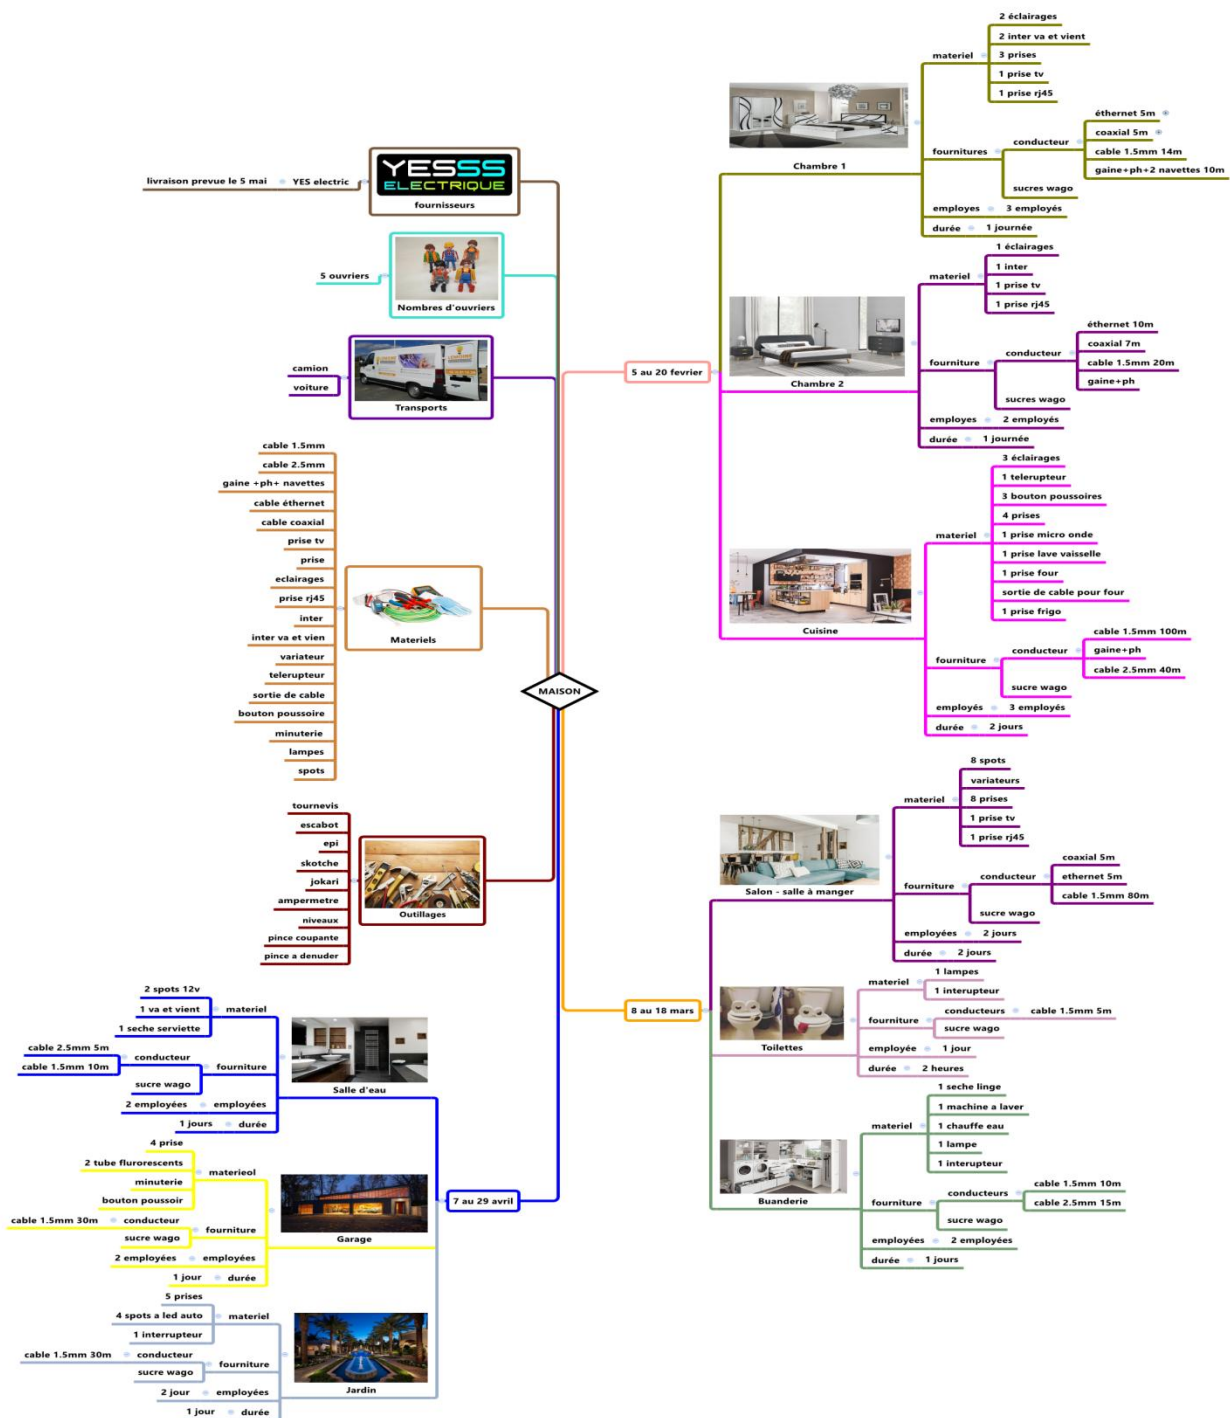 YESSS
ELECTRIQUE
fournisseurs
YES electric
livraison prevue le 5 mai
Nombres d'ouvriers
5 ouvriers
Transports
camion
voiture
Materiels
cable 1.5mm
cable 2.5mm
gaine +ph+ navettes
cable éthernet
cable coaxial
prise tv
prise
eclairages
prise rj45
inter
inter va et vien
variateur
telerupteur
sortie de cable
bouton poussoire
minuterie
lampes
spots
Outillages
tournevis
escabot
epi
skotche
jokari
ampermetre
niveaux
pince coupante
pince a denuder
MAISON
5 au 20 fevrier
Chambre 1
materiel
2 éclairages
2 inter va et vient
3 prises
1 prise tv
1 prise rj45
fournitures
conducteur
éthernet 5m
coaxial 5m
cable 1.5mm 14m
gaine+ph+2 navettes 10m
sucres wago
employes
3 employés
durée
1 journée
Chambre 2
materiel
1 éclairages
1 inter
1 prise tv
1 prise rj45
fourniture
conducteur
éthernet 10m
coaxial 7m
cable 1.5mm 20m
gaine+ph
sucres wago
employes
2 employés
durée
1 journée
Cuisine
materiel
3 éclairages
1 telerupteur
3 bouton poussoires
4 prises
1 prise micro onde
1 prise lave vaisselle
1 prise four
sortie de cable pour four
1 prise frigo
fourniture
conducteur
cable 1.5mm 100m
gaine+ph
cable 2.5mm 40m
sucre wago
employés
3 employés
durée
2 jours
8 au 18 mars
Salon - salle à manger
materiel
8 spots
variateurs
8 prises
1 prise tv
1 prise rj45
fourniture
conducteur
coaxial 5m
ethernet 5m
cable 1.5mm 80m
sucre wago
employées
2 jours
durée
2 jours
Toilettes
materiel
1 lampes
1 interupteur
fourniture
conducteurs
cable 1.5mm 5m
sucre wago
employée
1 jour
durée
2 heures
Buanderie
materiel
1 seche linge
1 machine a laver
1 chauffe eau
1 lampe
1 interupteur
fourniture
conducteurs
cable 1.5mm 10m
cable 2.5mm 15m
sucre wago
employées
2 employées
durée
1 jours
7 au 29 avril
Salle d'eau
materiel
2 spots 12v
1 va et vient
1 seche serviette
fourniture
conducteur
cable 2.5mm 5m
cable 1.5mm 10m
sucre wago
employées
2 employées
durée
1 jours
Garage
materieol
4 prise
2 tube flurorescents
minuterie
bouton poussoir
fourniture
conducteur
cable 1.5mm 30m
sucre wago
employées
2 employées
durée
1 jour
Jardin
materiel
5 prises
4 spots a led auto
1 interrupteur
fourniture
conducteur
cable 1.5mm 30m
sucre wago
employées
2 jour
durée
1 jour